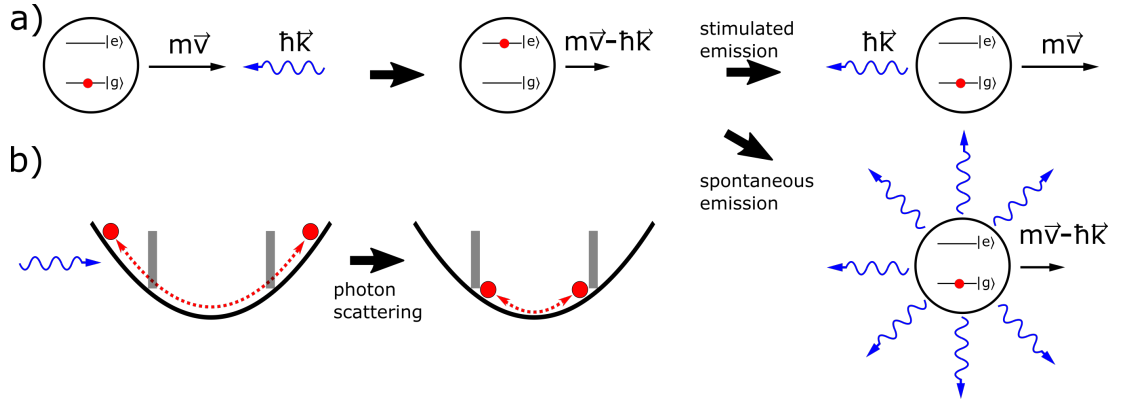 a)
|e⟩
|g⟩
mv⃗
ħk⃗
|e⟩
|g⟩
mv⃗-ħk⃗
stimulated
emission
ħk⃗
|e⟩
|g⟩
mv⃗
b)
photon
scattering
spontaneous
emission
|e⟩
|g⟩
mv⃗-ħk⃗